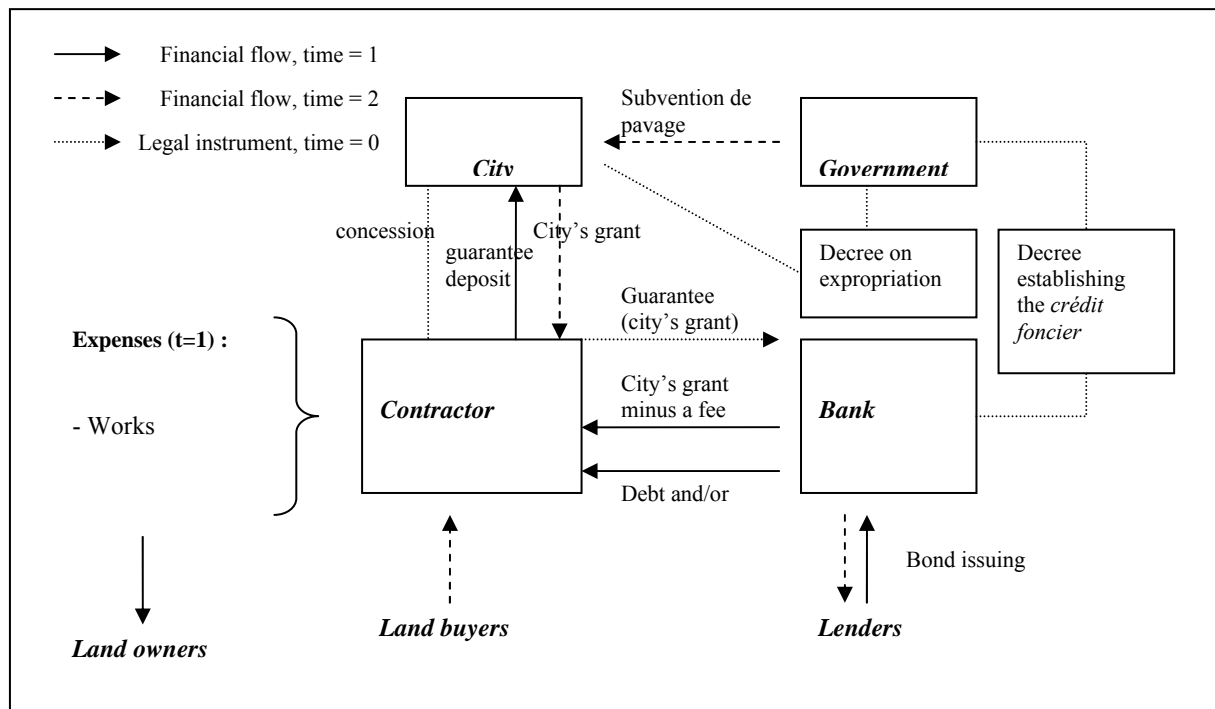 Financial flow, time = 1
Financial flow, time = 2
Legal instrument, time = 0
Subvention de
pavage
City
Government
concession
guarantee
deposit
City's grant
Decree on
expropriation
Decree
establishing
the crédit
foncier
Guarantee
(city's grant)
Expenses (t=1) :
- Works
Contractor
City's grant
minus a fee
Bank
Debt and/or
Bond issuing
Land owners
Land buyers
Lenders